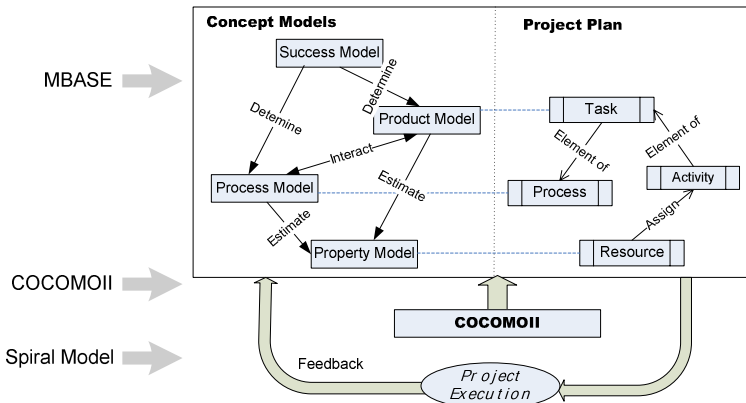 Concept Models
Project Plan
MBASE
Success Model
Detemine
Determine
Product Model
Task
Interact
Element of
Element of
Process Model
Estimate
Process
Activity
Estimate
Assign
Property Model
Resource
COCOMOII
COCOMOII
Spiral Model
Feedback
Project
Execution